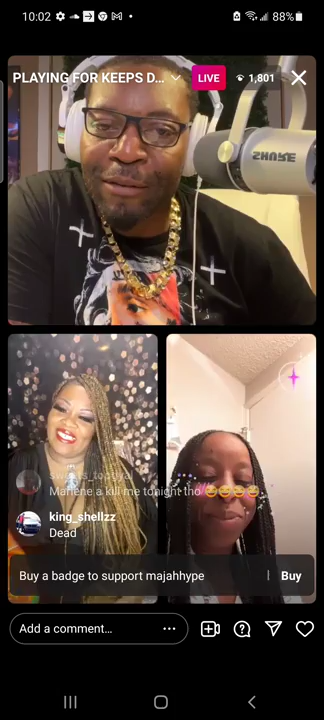 10:02
88%
PLAYING FOR KEEPS D...
LIVE
1,801
SHURE
Marlene a kill me tonight tho 😂😂😂😂
king_shellzz
Dead
Buy a badge to support majahhype
Buy
Add a comment...